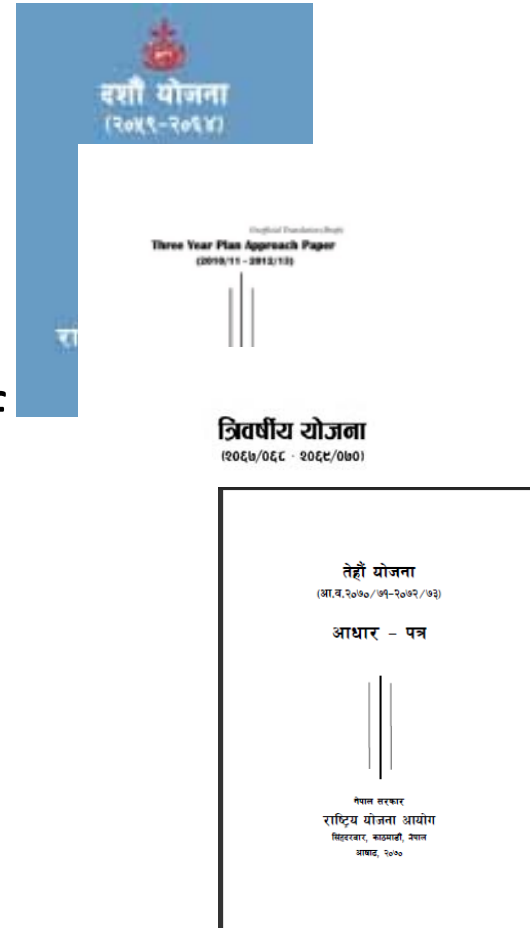 दशौं योजना
(२०५९-२०६४)
Unofficial Translation Draft
Three Year Plan Approach Paper
(2010/11 - 2012/13)
रा
त्रिवर्षीय योजना
(२०६७/०६८ - २०६९/०७०)
तेह्रौं योजना
(आ.व.२०७०/७१-२०७२/७३)
आधार – पत्र
नेपाल सरकार
राष्ट्रिय योजना आयोग
सिंहदरबार, काठमाडौं, नेपाल
आषाढ, २०७०